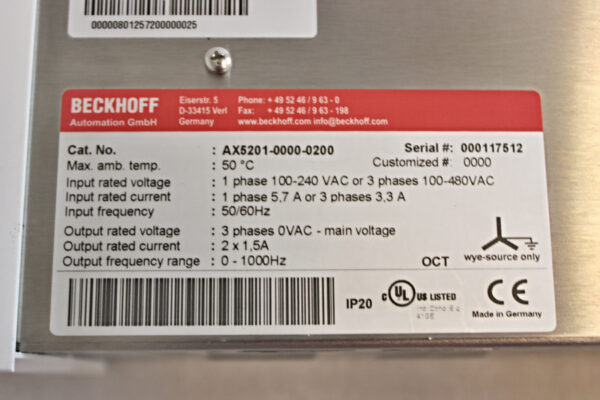 00000801257200000025
BECKHOFF
Automation GmbH
Eiserstr. 5
D-33415 Verl
Germany
Phone: + 49 52 46 / 9 63 - 0
Fax: + 49 52 46 / 9 63 - 198
www.beckhoff.com info@beckhoff.com
Cat. No. : AX5201-0000-0200 Serial #: 000117512
Max. amb. temp. : 50 °C Customized #: 0000
Input rated voltage : 1 phase 100-240 VAC or 3 phases 100-480VAC
Input rated current : 1 phase 5,7 A or 3 phases 3,3 A
Input frequency : 50/60Hz
Output rated voltage : 3 phases 0VAC - main voltage
Output rated current : 2 x 1,5A
Output frequency range : 0 - 1000Hz
OCT
wye-source only
IP20
C UL US LISTED
CE
Made in Germany